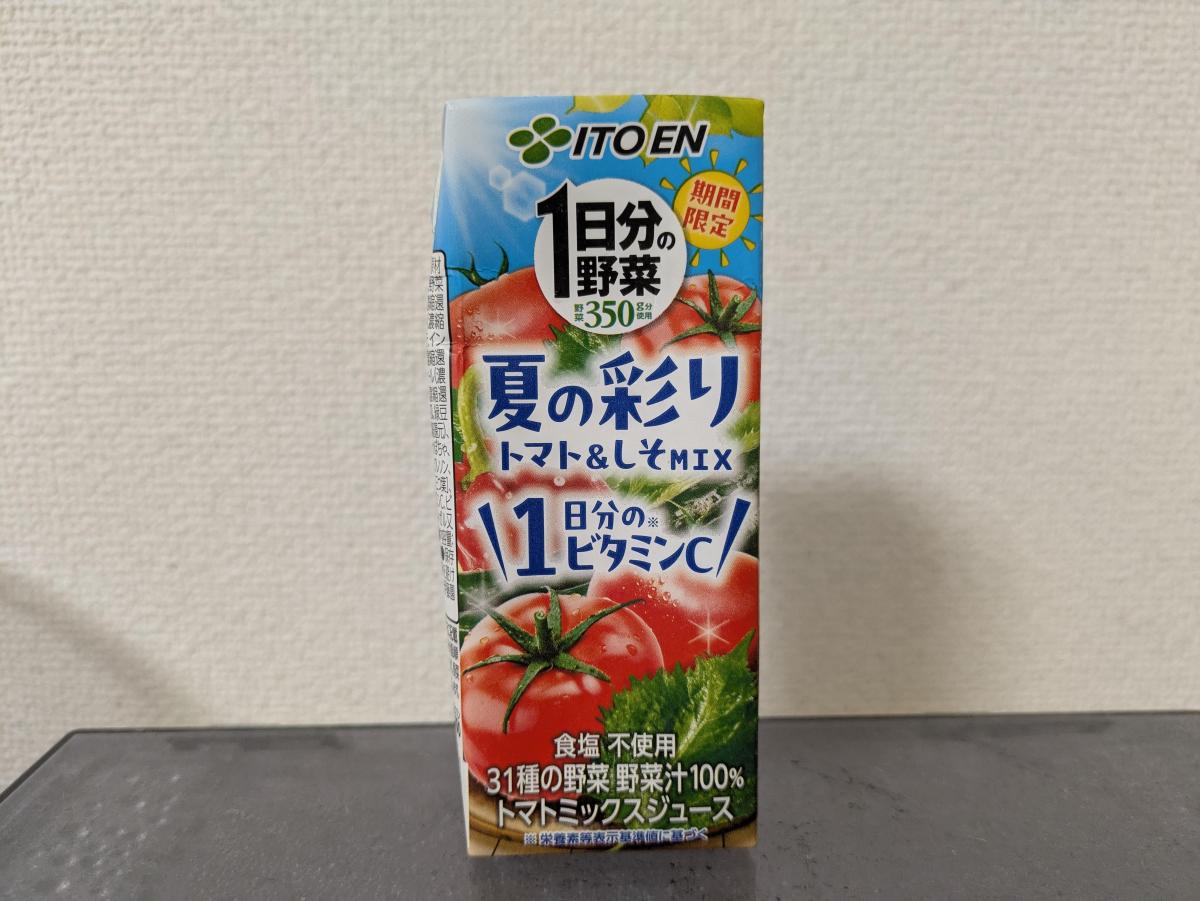 ITO EN
期間
限定
1日分の
野菜
野菜350g分使用
夏の彩り
トマト&しそMIX
1日分の※
ビタミンC
食塩 不使用
31種の野菜 野菜汁100%
トマトミックスジュース
※栄養素等表示基準値に基づく